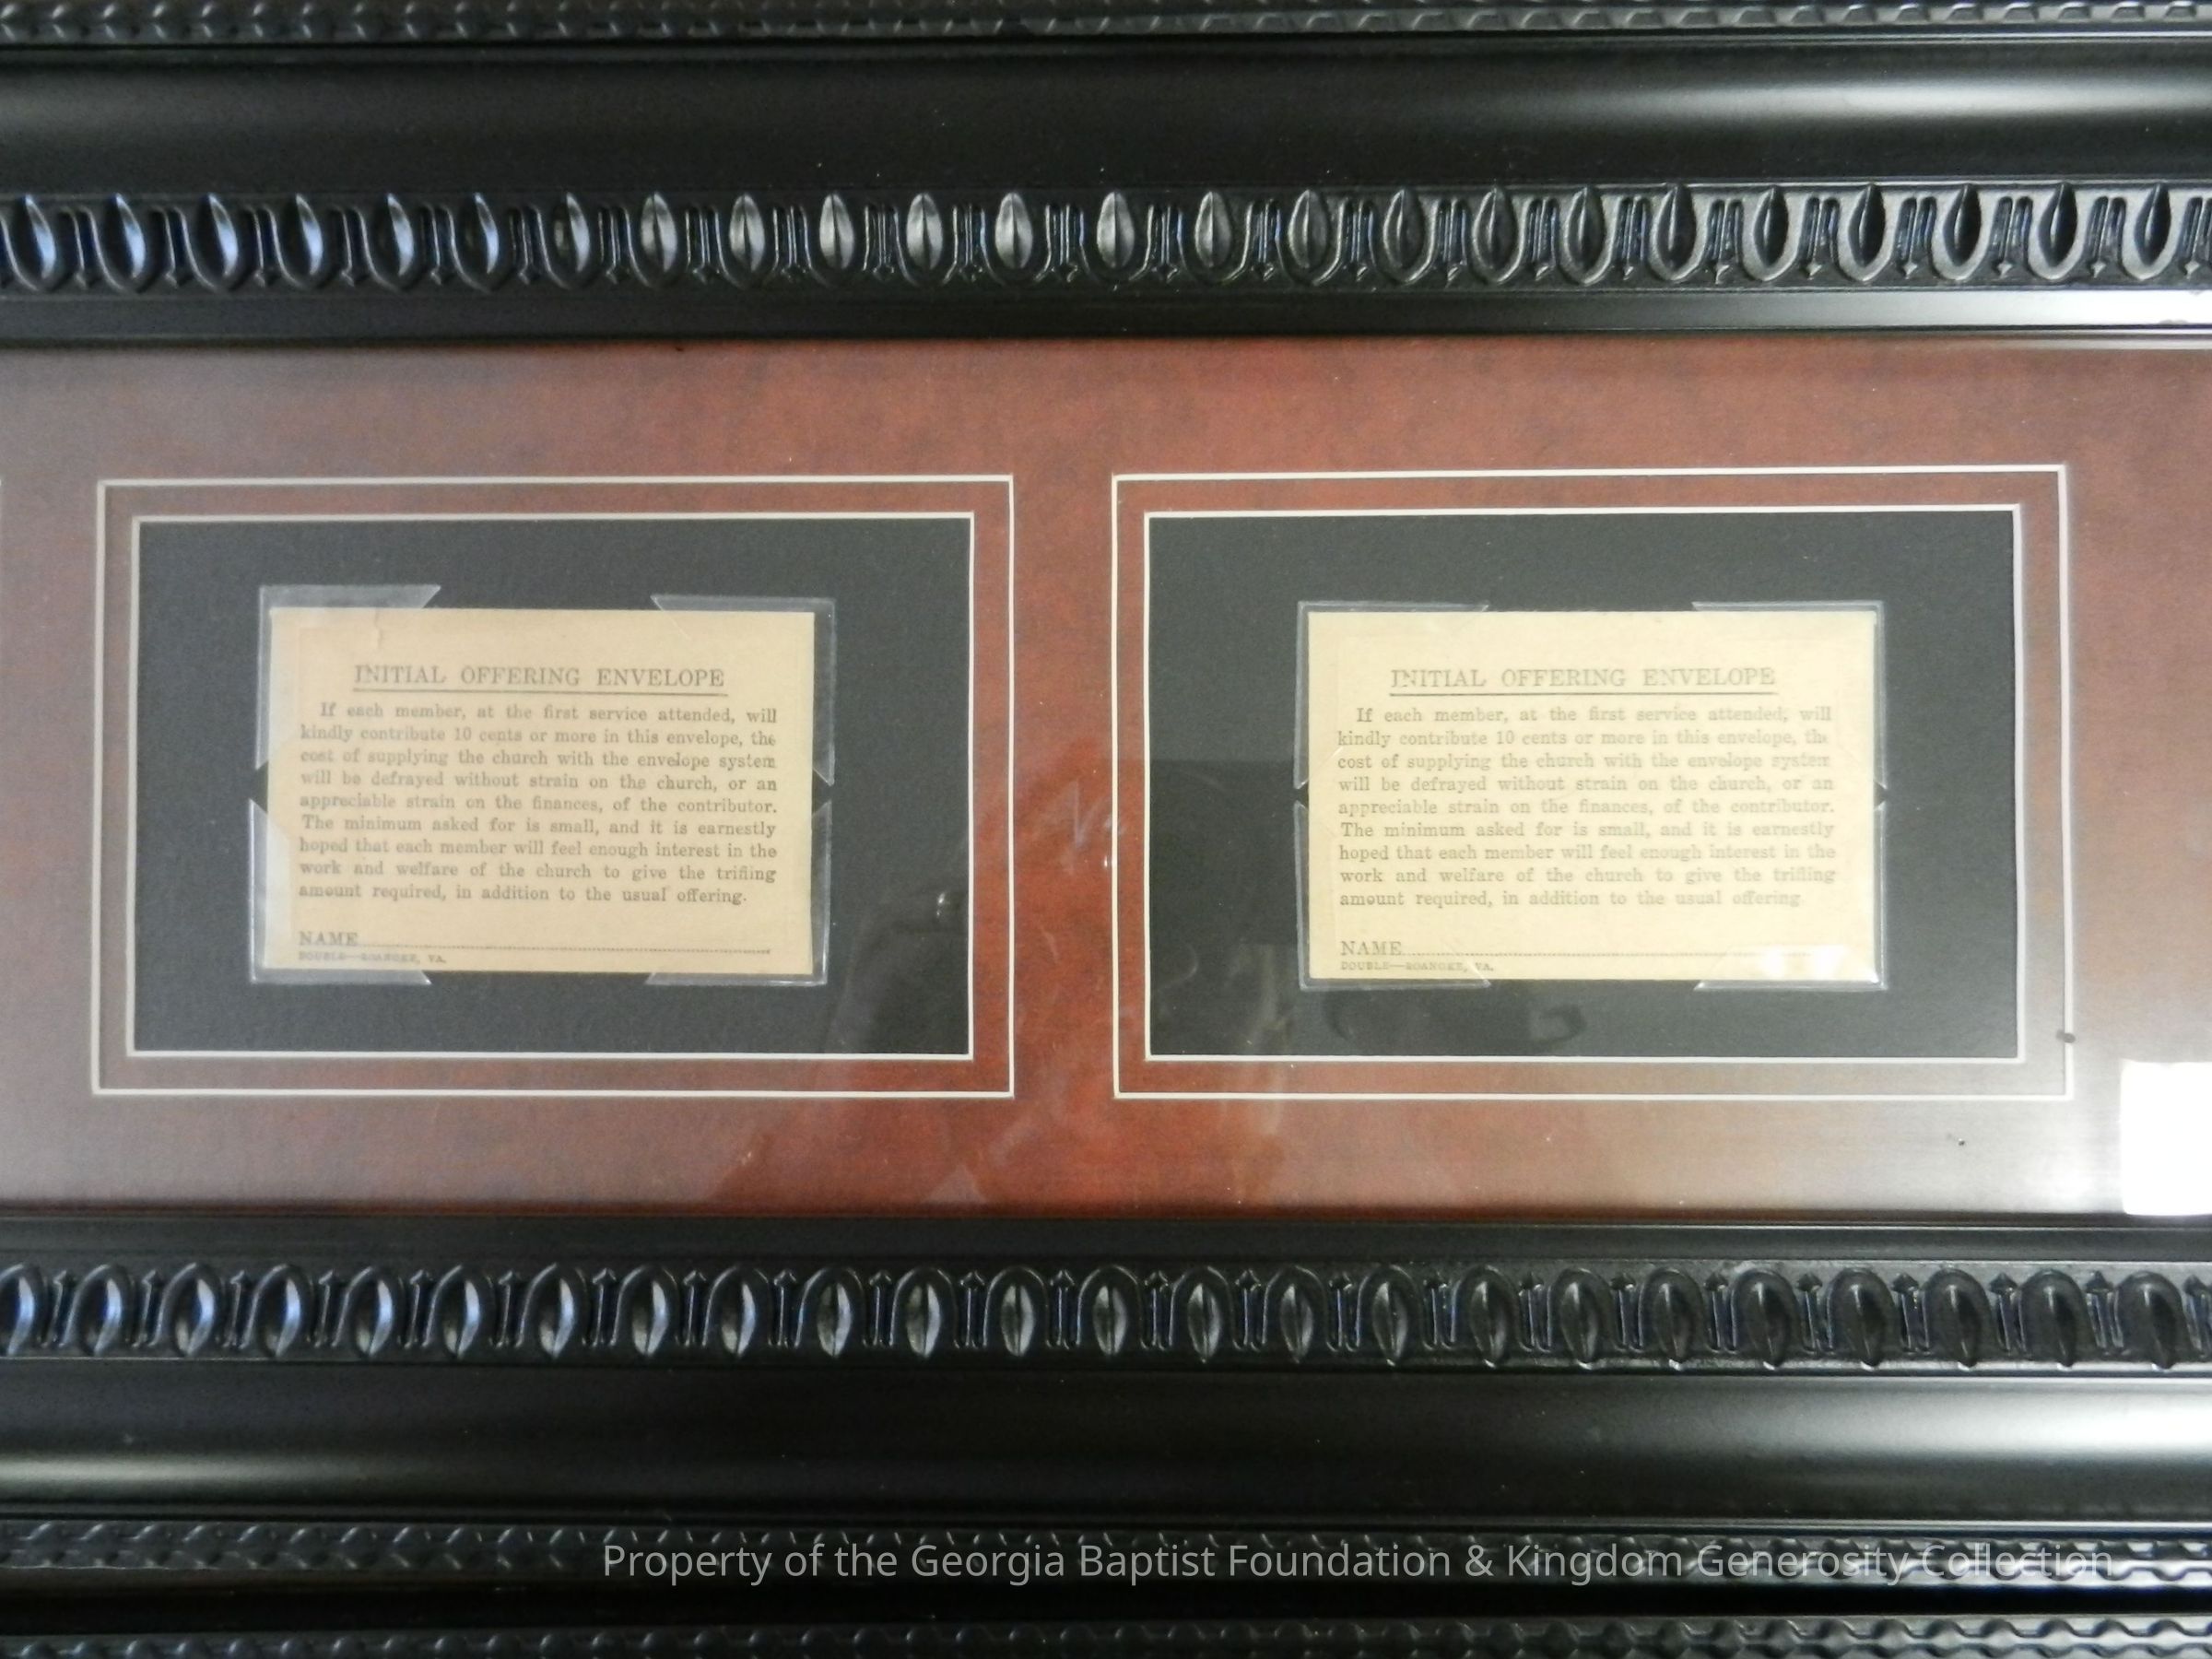 INITIAL OFFERING ENVELOPE
If each member, at the first service attended, will
kindly contribute 10 cents or more in this envelope, the
cost of supplying the church with the envelope system
will be defrayed without strain on the church, or an
appreciable strain on the finances, of the contributor.
The minimum asked for is small, and it is earnestly
hoped that each member will feel enough interest in the
work and welfare of the church to give the trifling
amount required, in addition to the usual offering.
NAME
DOUBLE—ROANOKE, VA.
INITIAL OFFERING ENVELOPE
If each member, at the first service attended, will
kindly contribute 10 cents or more in this envelope, the
cost of supplying the church with the envelope system
will be defrayed without strain on the church, or an
appreciable strain on the finances, of the contributor.
The minimum asked for is small, and it is earnestly
hoped that each member will feel enough interest in the
work and welfare of the church to give the trifling
amount required, in addition to the usual offering.
NAME
DOUBLE—ROANOKE, VA.
Property of the Georgia Baptist Foundation & Kingdom Generosity Collection